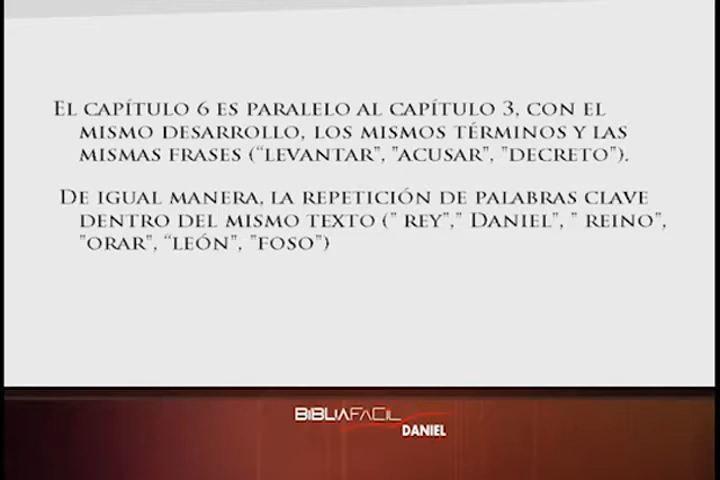 EL CAPÍTULO 6 ES PARALELO AL CAPÍTULO 3, CON EL
MISMO DESARROLLO, LOS MISMOS TÉRMINOS Y LAS
MISMAS FRASES (“LEVANTAR", "ACUSAR", "DECRETO").
DE IGUAL MANERA, LA REPETICIÓN DE PALABRAS CLAVE
DENTRO DEL MISMO TEXTO (" REY"," DANIEL", " REINO",
"ORAR", “LEÓN", "FOSO")
BIBLIAFACIL
DANIEL